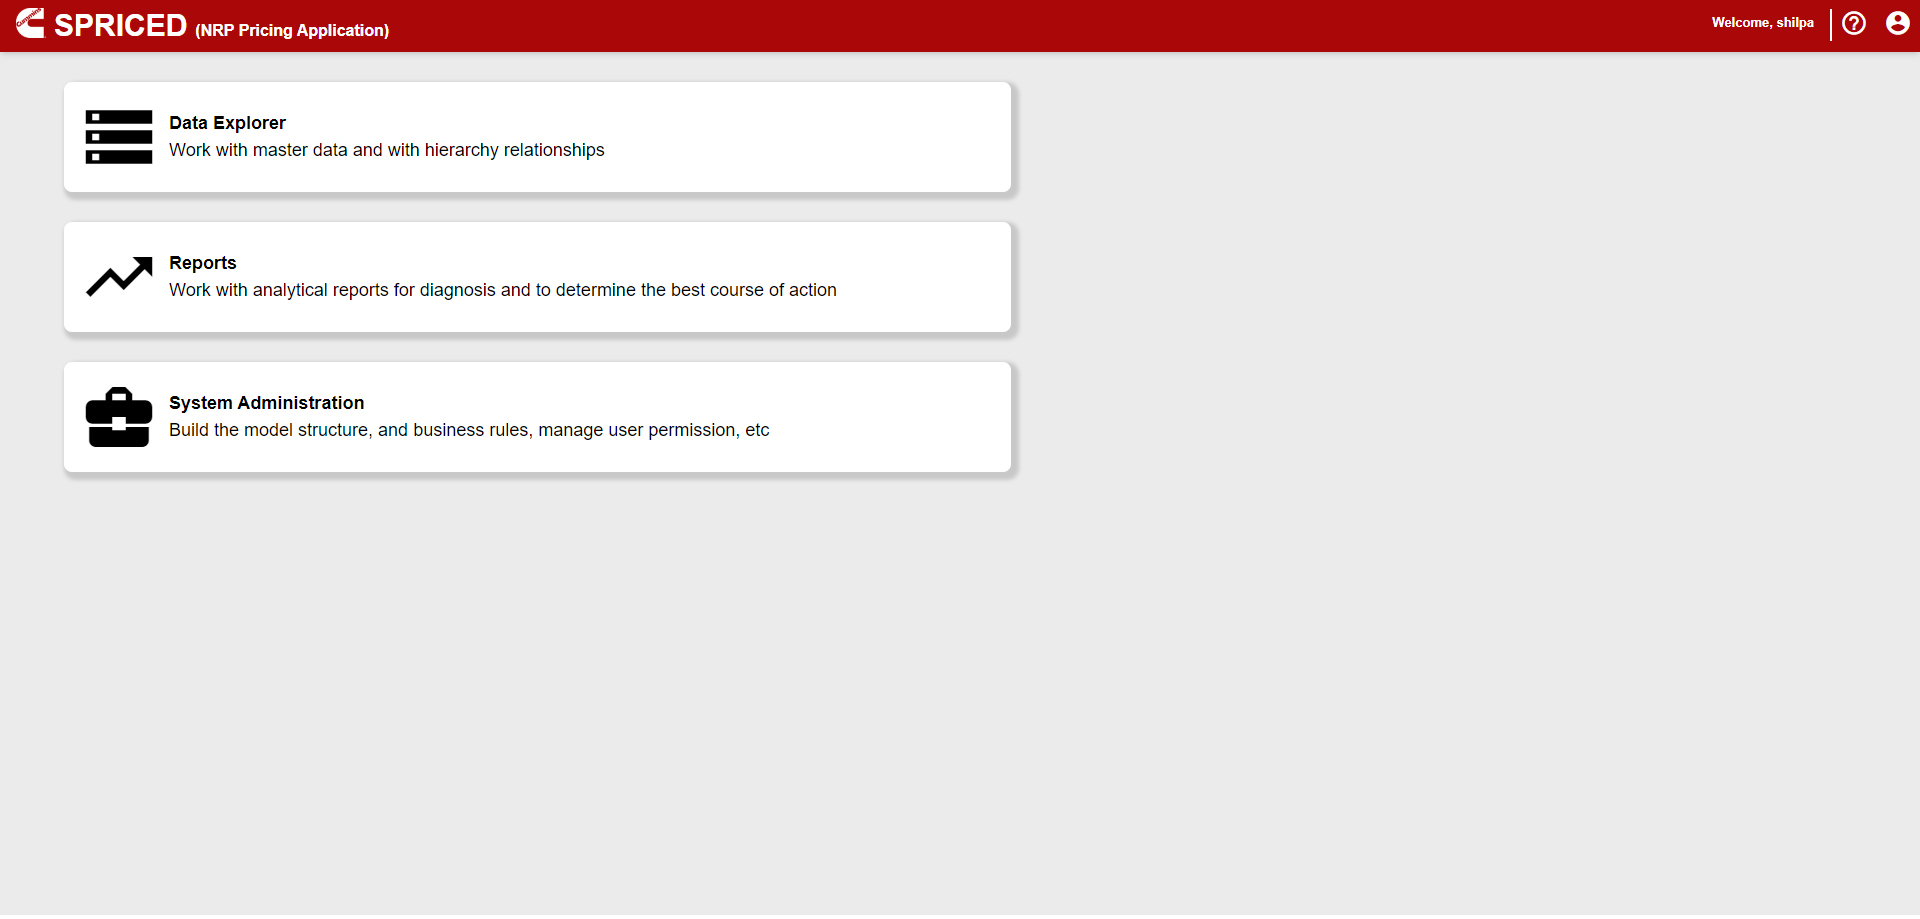 Cummins
SPRICED (NRP Pricing Application)
Welcome, shilpa
Data Explorer
Work with master data and with hierarchy relationships
Reports
Work with analytical reports for diagnosis and to determine the best course of action
System Administration
Build the model structure, and business rules, manage user permission, etc